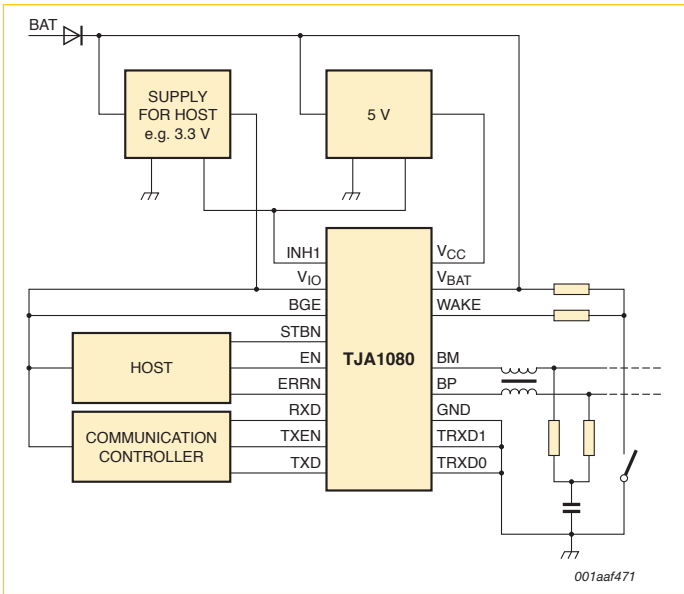 BAT
SUPPLY
FOR HOST
e.g. 3.3 V
5 V
INH1
VIO
BGE
STBN
EN
ERRN
RXD
TXEN
TXD
TJA1080
VCC
VBAT
WAKE
BM
BP
GND
TRXD1
TRXD0
HOST
COMMUNICATION
CONTROLLER
001aaf471